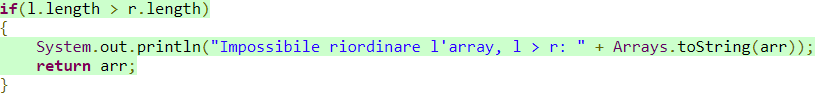 if(l.length > r.length)
{
    System.out.println("Impossibile riordinare l'array, l > r: " + Arrays.toString(arr));
    return arr;
}